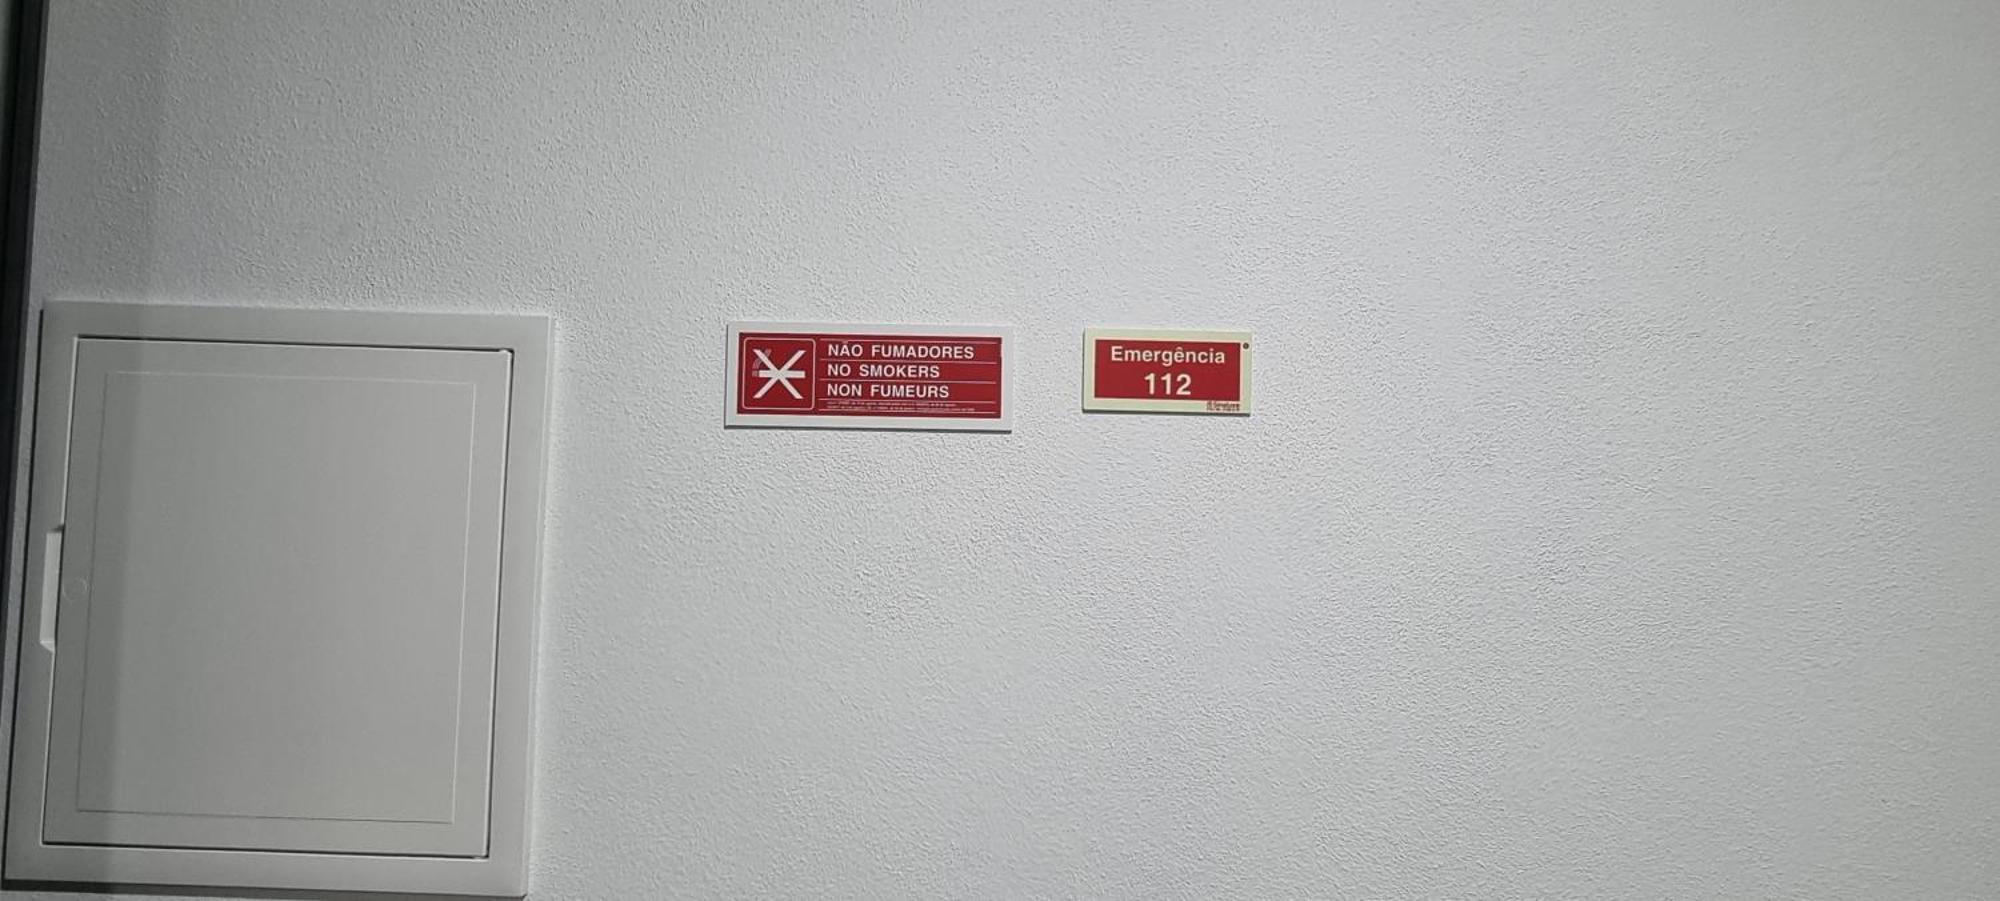 NÃO FUMADORES
NO SMOKERS
NON FUMEURS
Emergência
112